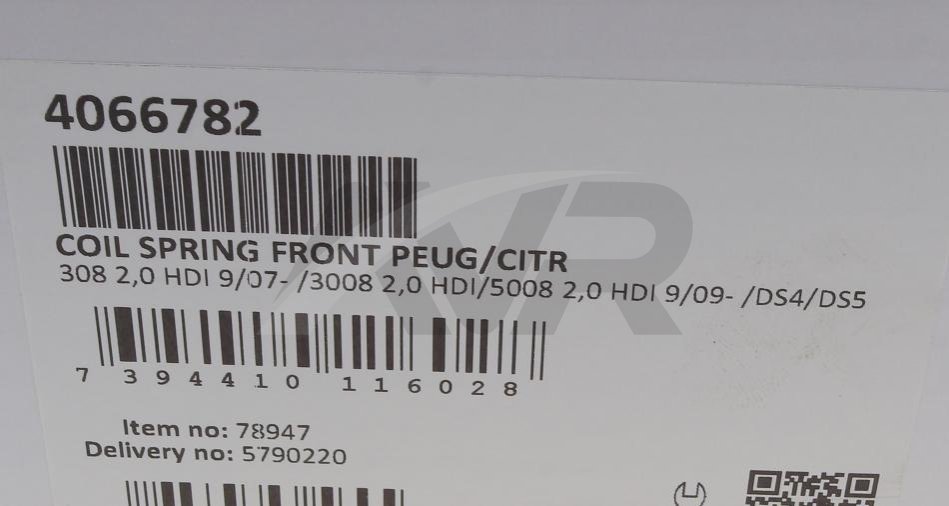 4066782
COIL SPRING FRONT PEUG/CITR
308 2,0 HDI 9/07- /3008 2,0 HDI/5008 2,0 HDI 9/09- /DS4/DS5
7 394410 116028
Item no: 78947
Delivery no: 5790220
XVR